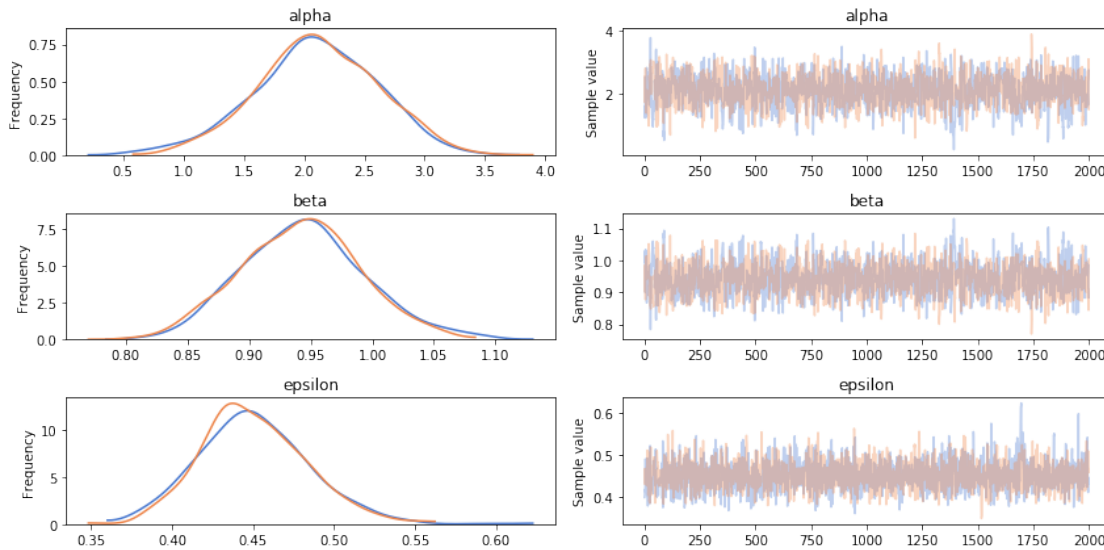 alpha
Frequency
0.75
0.50
0.25
0.00
0.5 1.0 1.5 2.0 2.5 3.0 3.5 4.0
alpha
Sample value
4
2
0 250 500 750 1000 1250 1500 1750 2000
beta
Frequency
7.5
5.0
2.5
0.0
0.80 0.85 0.90 0.95 1.00 1.05 1.10
beta
Sample value
1.1
1.0
0.9
0.8
0 250 500 750 1000 1250 1500 1750 2000
epsilon
Frequency
10
5
0
0.35 0.40 0.45 0.50 0.55 0.60
epsilon
Sample value
0.6
0.5
0.4
0 250 500 750 1000 1250 1500 1750 2000